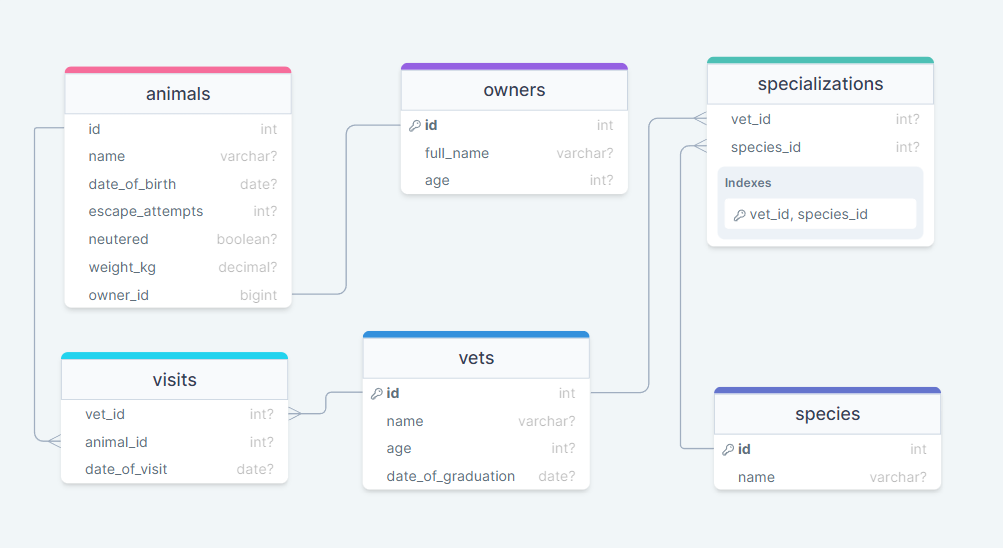 animals
id int
name varchar?
date_of_birth date?
escape_attempts int?
neutered boolean?
weight_kg decimal?
owner_id bigint
owners
id int
full_name varchar?
age int?
specializations
vet_id int?
species_id int?
Indexes
vet_id, species_id
visits
vet_id int?
animal_id int?
date_of_visit date?
vets
id int
name varchar?
age int?
date_of_graduation date?
species
id int
name varchar?